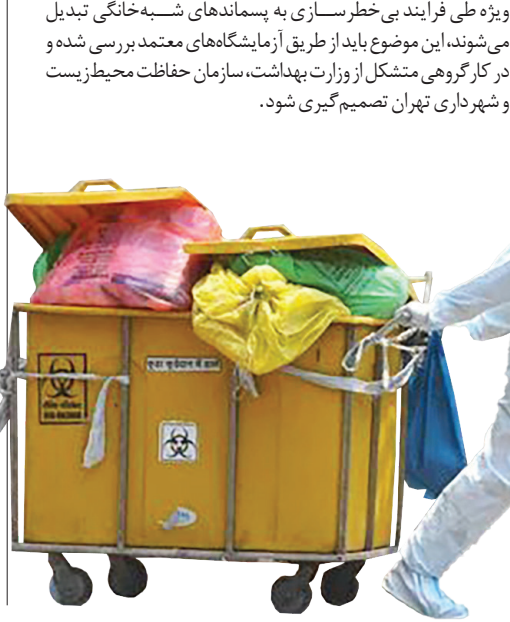 ویژه طی فرآیند بی‌خطرسازی به پسماندهای شبه‌خانگی تبدیل
می‌شوند، این موضوع باید از طریق آزمایشگاه‌های معتمد بررسی شده و
در کارگروهی متشکل از وزارت بهداشت، سازمان حفاظت محیط‌زیست
و شهرداری تهران تصمیم‌گیری شود.
कूड़ा कूड़ेदान में डालें